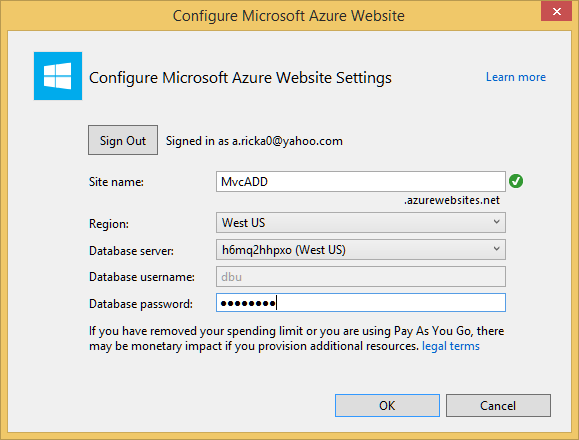 Configure Microsoft Azure Website
Configure Microsoft Azure Website Settings
Learn more
Sign Out
Signed in as a.ricka0@yahoo.com
Site name:
MvcADD
.azurewebsites.net
Region:
West US
Database server:
h6mq2hhpxo (West US)
Database username:
dbu
Database password:
●●●●●●●●
If you have removed your spending limit or you are using Pay As You Go, there
may be monetary impact if you provision additional resources. legal terms
OK
Cancel